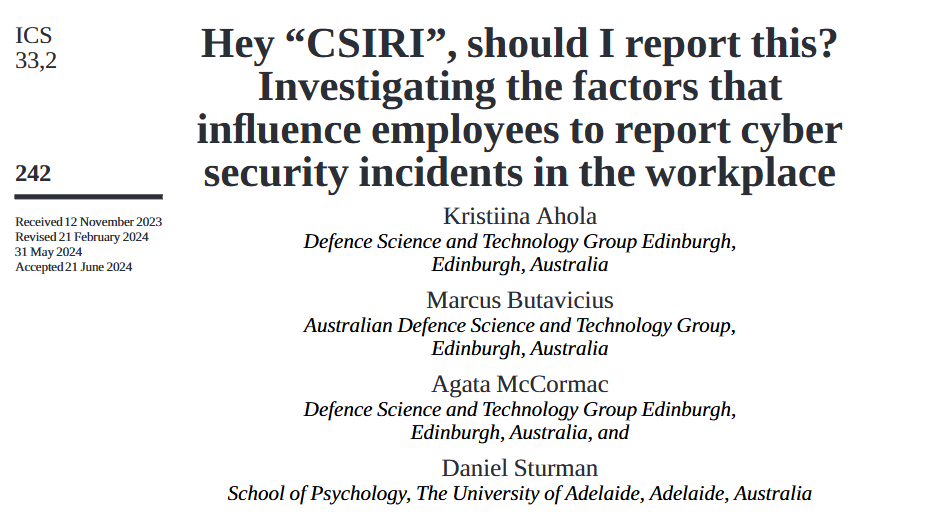 ICS
33,2
242
Received 12 November 2023
Revised 21 February 2024
31 May 2024
Accepted 21 June 2024
Hey “CSIRI”, should I report this?
Investigating the factors that
influence employees to report cyber
security incidents in the workplace
Kristiina Ahola
Defence Science and Technology Group Edinburgh,
Edinburgh, Australia
Marcus Butavicius
Australian Defence Science and Technology Group,
Edinburgh, Australia
Agata McCormac
Defence Science and Technology Group Edinburgh,
Edinburgh, Australia, and
Daniel Sturman
School of Psychology, The University of Adelaide, Adelaide, Australia